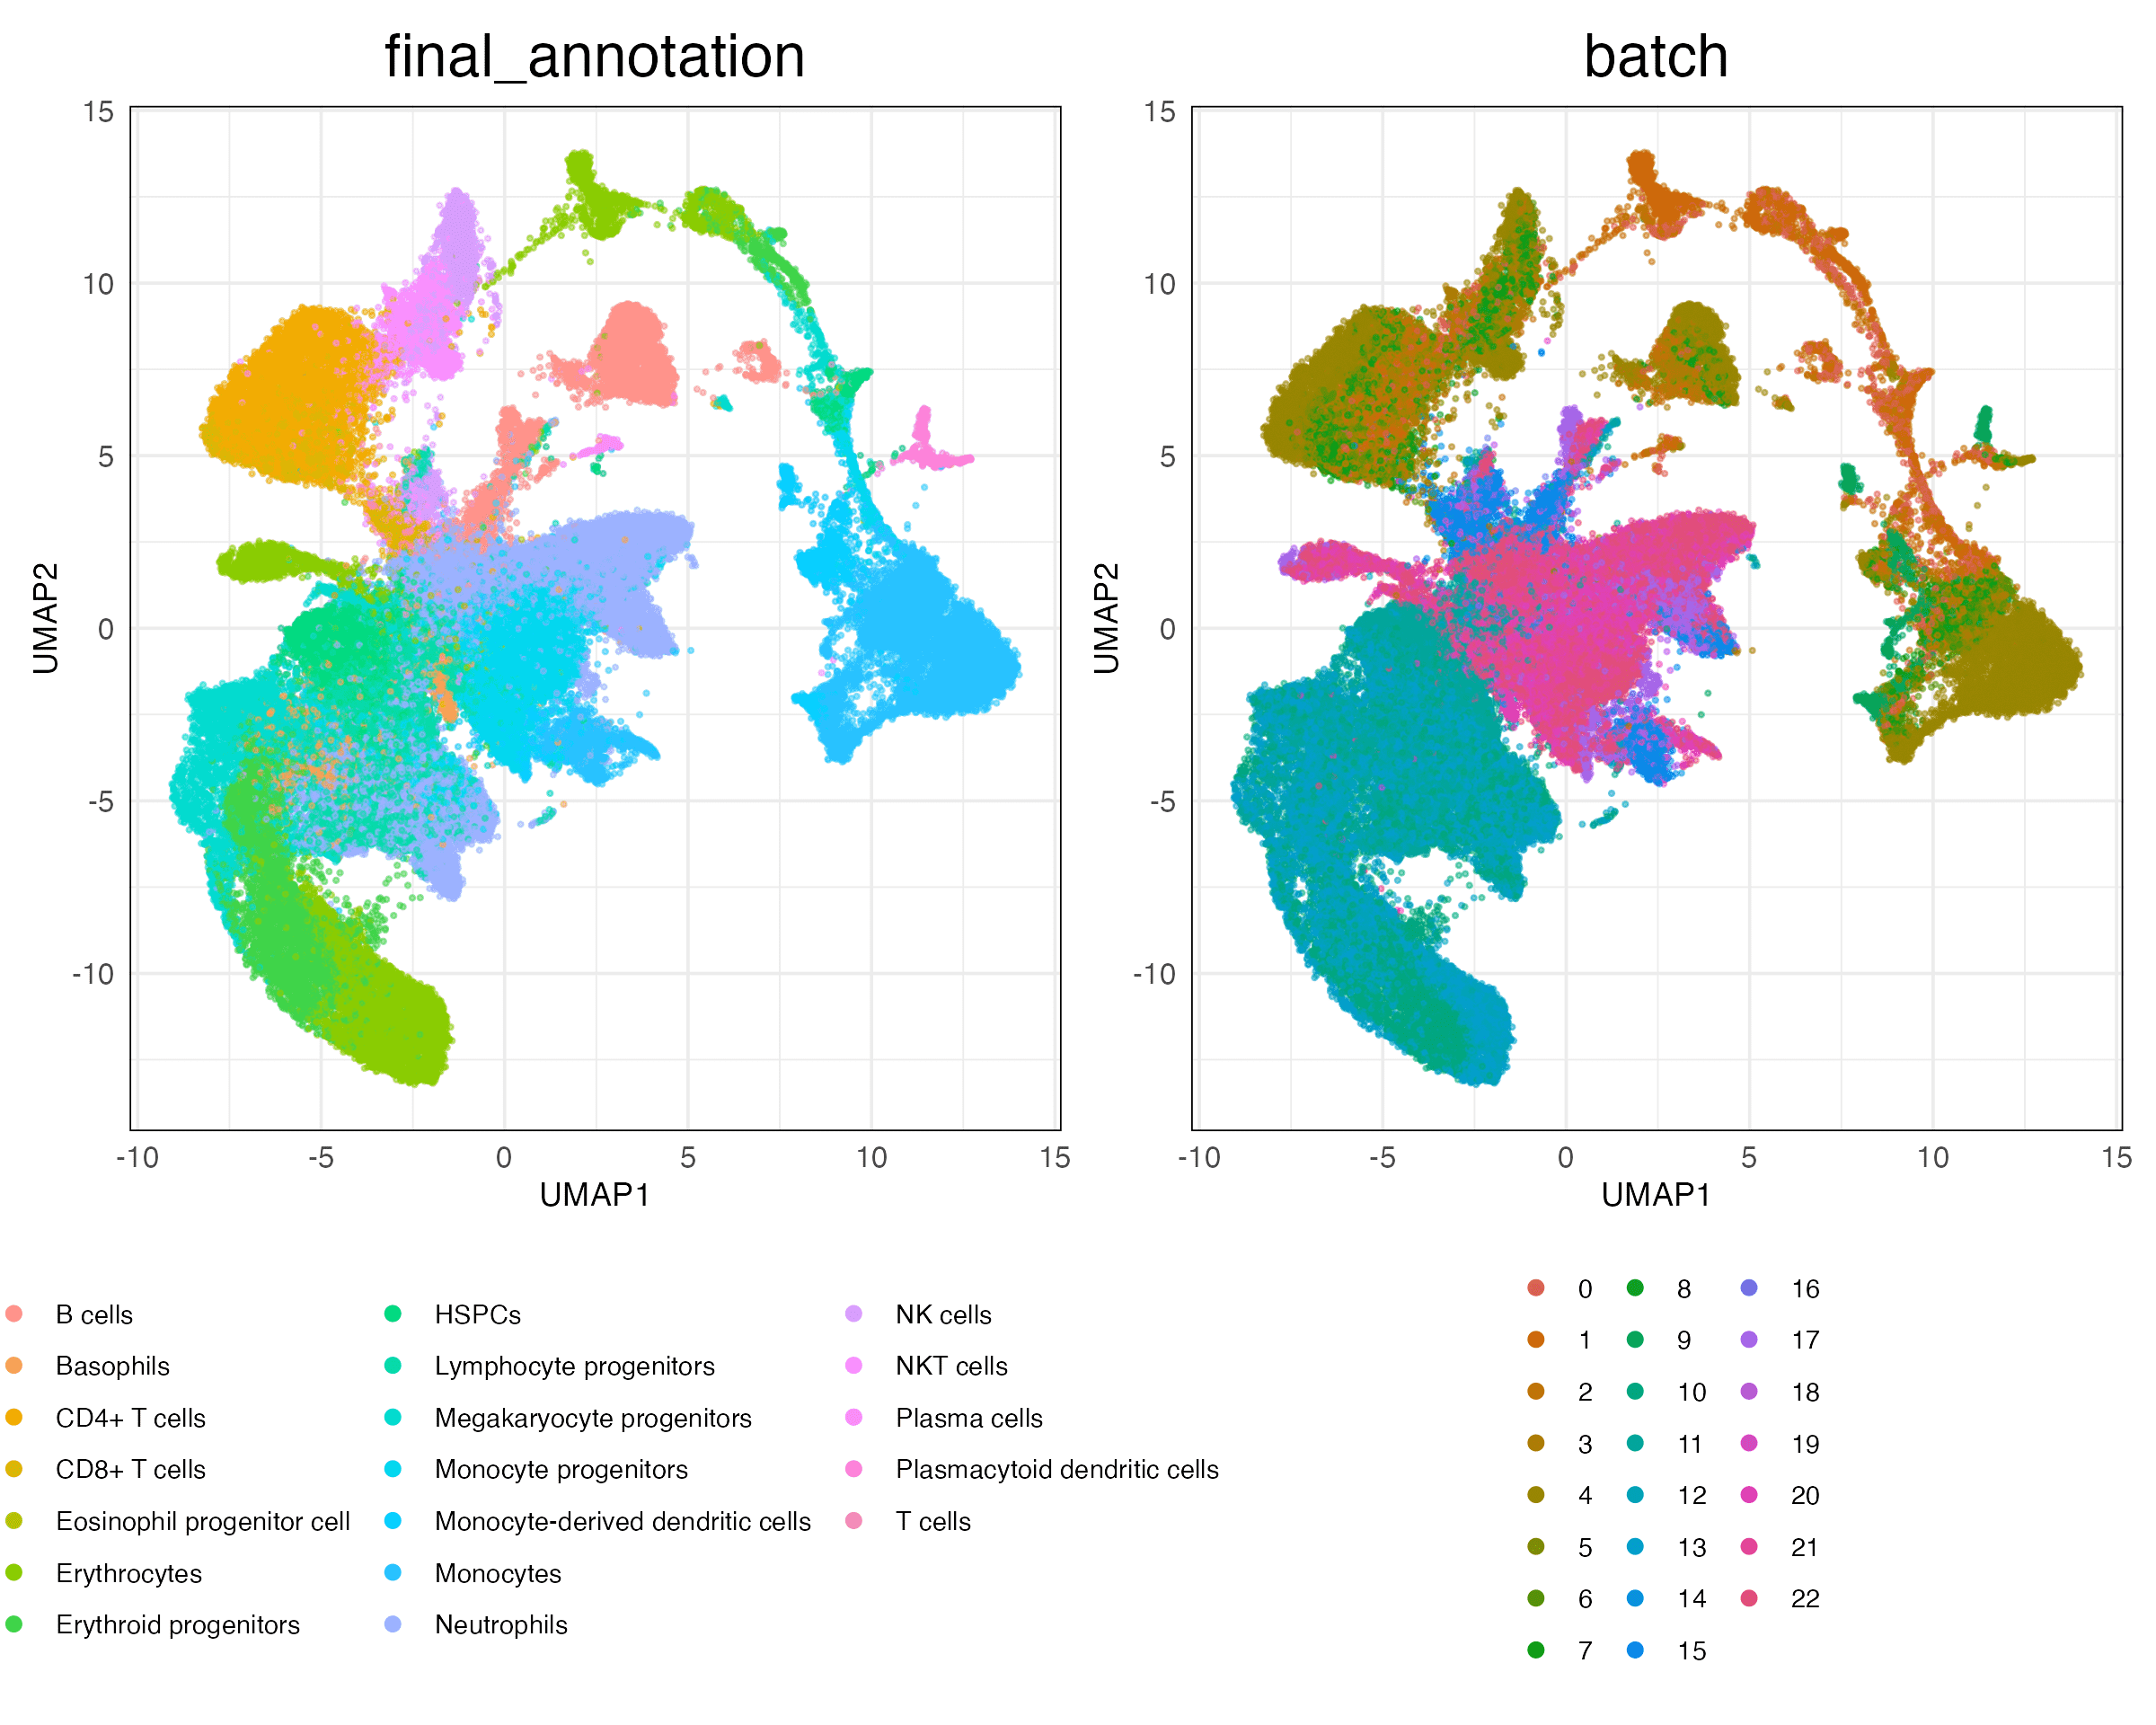 final_annotation
batch
15
10
5
0
-5
-10
UMAP2
-10
-5
0
5
10
15
UMAP1
15
10
5
0
-5
-10
UMAP2
-10
-5
0
5
10
15
UMAP1
B cells
Basophils
CD4+ T cells
CD8+ T cells
Eosinophil progenitor cell
Erythrocytes
Erythroid progenitors
HSPCs
Lymphocyte progenitors
Megakaryocyte progenitors
Monocyte progenitors
Monocyte-derived dendritic cells
Monocytes
Neutrophils
NK cells
NKT cells
Plasma cells
Plasmacytoid dendritic cells
T cells
0
1
2
3
4
5
6
7
8
9
10
11
12
13
14
15
16
17
18
19
20
21
22